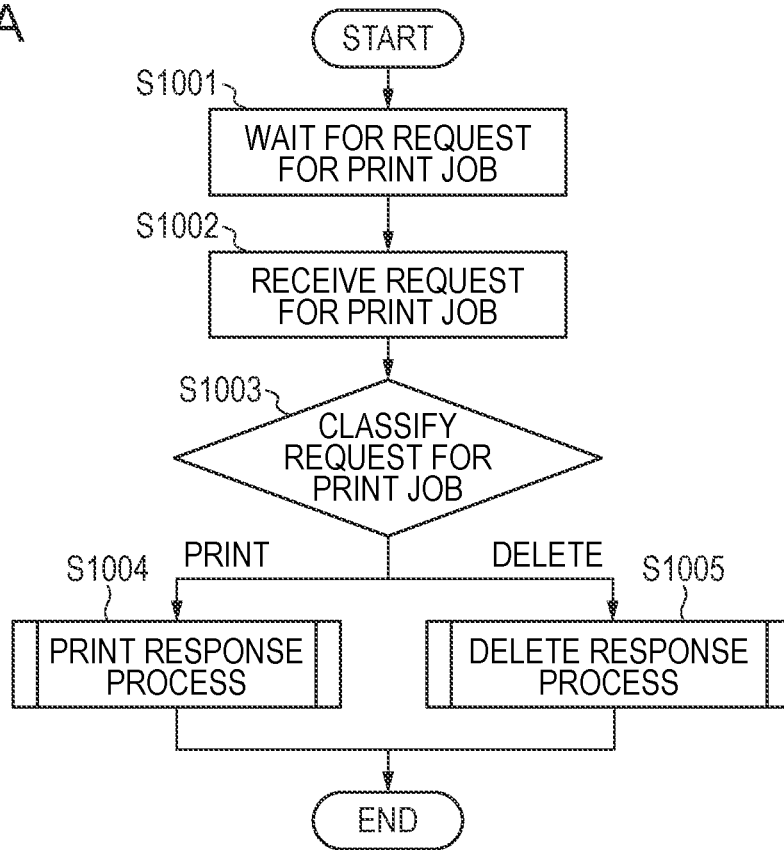 A
START
S1001
WAIT FOR REQUEST
FOR PRINT JOB
S1002
RECEIVE REQUEST
FOR PRINT JOB
S1003
CLASSIFY
REQUEST FOR
PRINT JOB
PRINT
DELETE
S1004
S1005
PRINT RESPONSE
PROCESS
DELETE RESPONSE
PROCESS
END